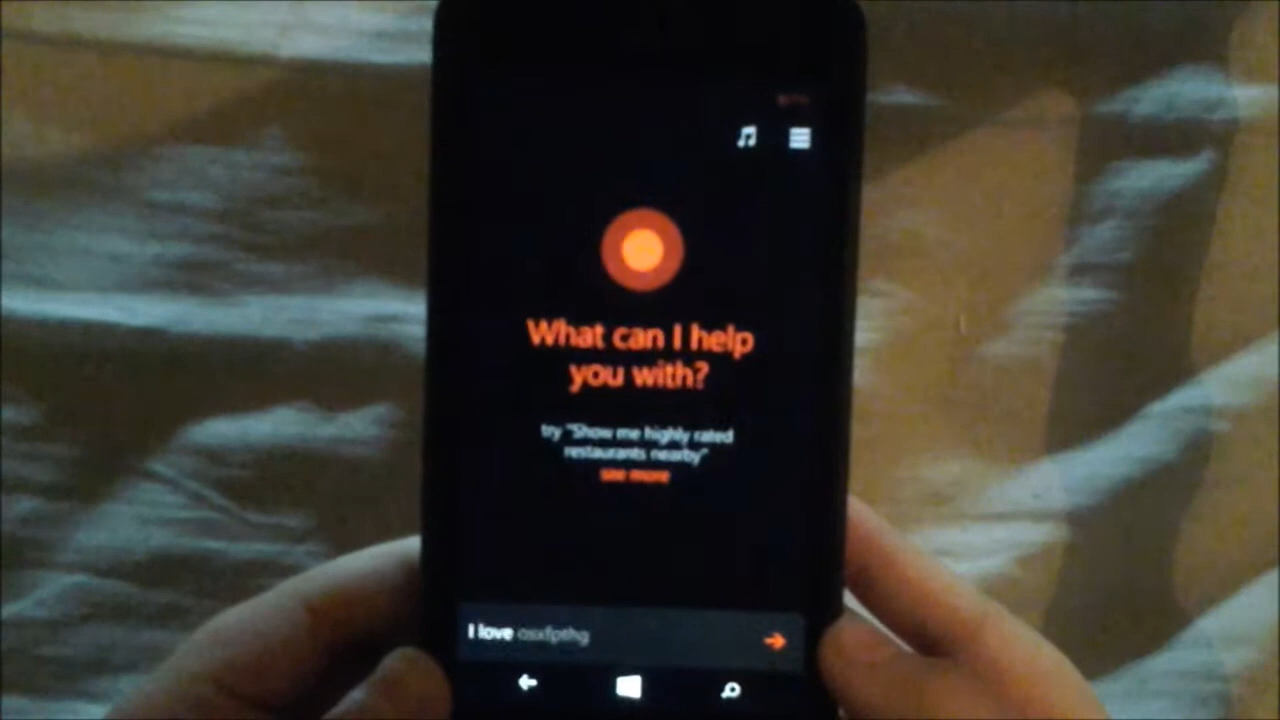 What can I help
you with?
try "Show me highly rated
restaurants nearby"
see more
I love